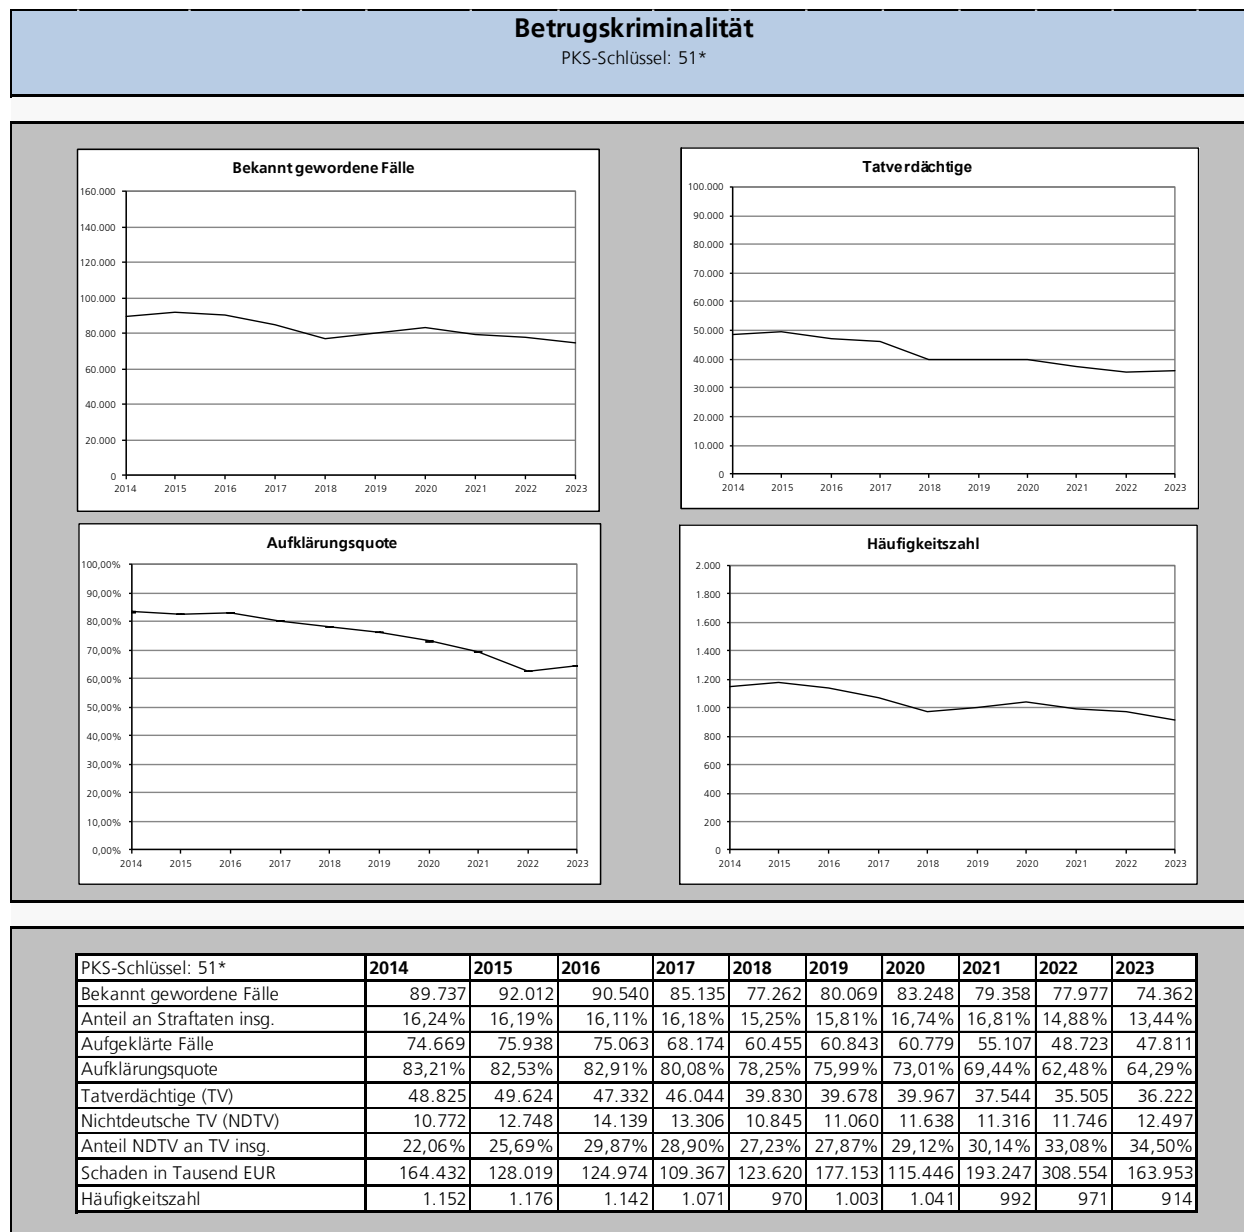 Betrugskriminalität
PKS-Schlüssel: 51*
Bekannt gewordene Fälle
160.000
140.000
120.000
100.000
80.000
60.000
40.000
20.000
0
2014 2015 2016 2017 2018 2019 2020 2021 2022 2023
Tatverdächtige
100.000
90.000
80.000
70.000
60.000
50.000
40.000
30.000
20.000
10.000
0
2014 2015 2016 2017 2018 2019 2020 2021 2022 2023
Aufklärungsquote
100,00%
90,00%
80,00%
70,00%
60,00%
50,00%
40,00%
30,00%
20,00%
10,00%
0,00%
2014 2015 2016 2017 2018 2019 2020 2021 2022 2023
Häufigkeitszahl
2.000
1.800
1.600
1.400
1.200
1.000
800
600
400
200
0
2014 2015 2016 2017 2018 2019 2020 2021 2022 2023
PKS-Schlüssel: 51* 2014 2015 2016 2017 2018 2019 2020 2021 2022 2023
Bekannt gewordene Fälle 89.737 92.012 90.540 85.135 77.262 80.069 83.248 79.358 77.977 74.362
Anteil an Straftaten insg. 16,24% 16,19% 16,11% 16,18% 15,25% 15,81% 16,74% 16,81% 14,88% 13,44%
Aufgeklärte Fälle 74.669 75.938 75.063 68.174 60.455 60.843 60.779 55.107 48.723 47.811
Aufklärungsquote 83,21% 82,53% 82,91% 80,08% 78,25% 75,99% 73,01% 69,44% 62,48% 64,29%
Tatverdächtige (TV) 48.825 49.624 47.332 46.044 39.830 39.678 39.967 37.544 35.505 36.222
Nichtdeutsche TV (NDTV) 10.772 12.748 14.139 13.306 10.845 11.060 11.638 11.316 11.746 12.497
Anteil NDTV an TV insg. 22,06% 25,69% 29,87% 28,90% 27,23% 27,87% 29,12% 30,14% 33,08% 34,50%
Schaden in Tausend EUR 164.432 128.019 124.974 109.367 123.620 177.153 115.446 193.247 308.554 163.953
Häufigkeitszahl 1.152 1.176 1.142 1.071 970 1.003 1.041 992 971 914